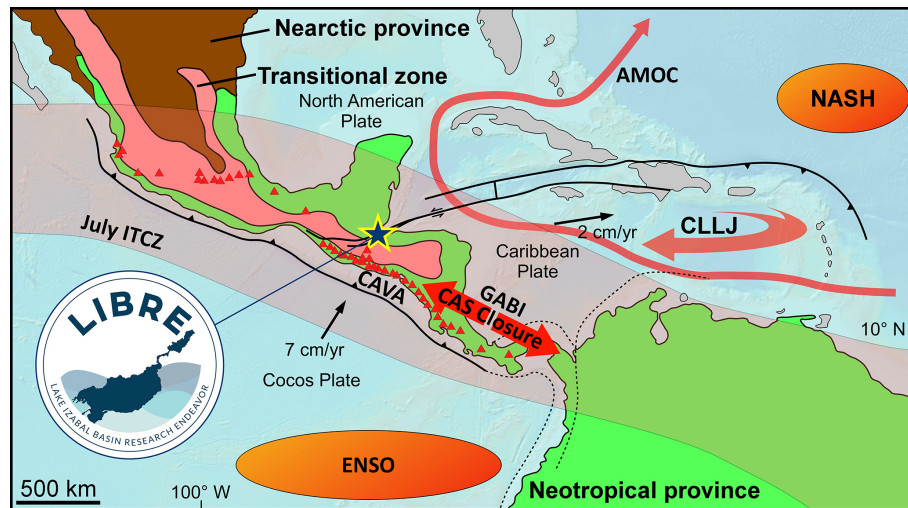 Nearctic province
Transitional zone
North American
Plate
AMOC
NASH
July ITCZ
CLLJ
2 cm/yr
Caribbean
Plate
CAVA
GABI
CAS Closure
7 cm/yr
Cocos Plate
10° N
LIBRE
LAKE IZABAL BASIN RESEARCH ENDEAVOR
ENSO
Neotropical province
500 km
100° W